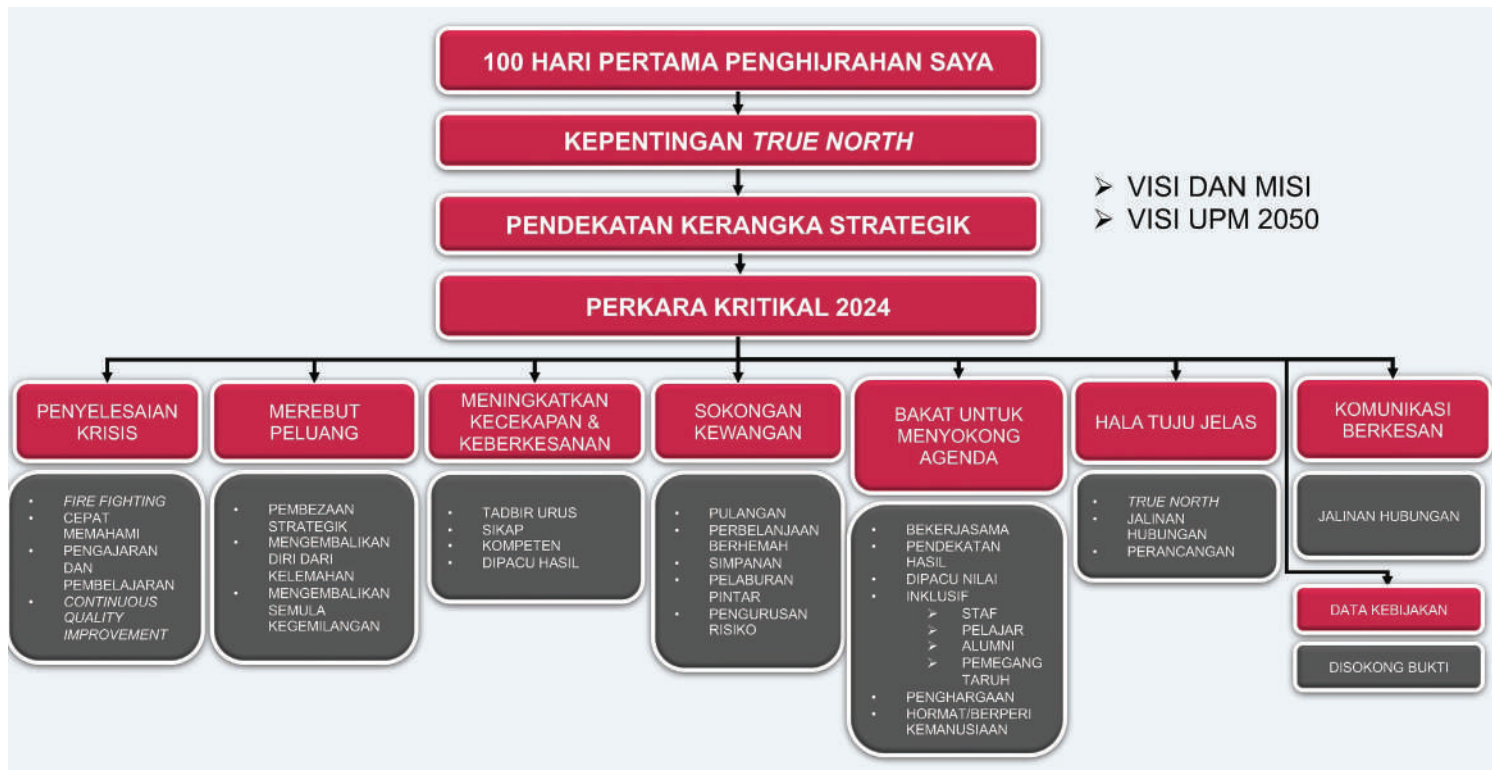 100 HARI PERTAMA PENGHIJRAHAN SAYA
KEPENTINGAN TRUE NORTH
PENDEKATAN KERANGKA STRATEGIK
PERKARA KRITIKAL 2024
➢ VISI DAN MISI
➢ VISI UPM 2050
PENYELESAIAN
KRISIS
• FIRE FIGHTING
• CEPAT
MEMAHAMI
• PENGAJARAN
DAN
PEMBELAJARAN
• CONTINUOUS
QUALITY
IMPROVEMENT
MEREBUT
PELUANG
• PEMBEZAAN
STRATEGIK
• MENGEMBALIKAN
DIRI DARI
KELEMAHAN
• MENGEMBALIKAN
SEMULA
KEGEMILANGAN
MENINGKATKAN
KECEKAPAN &
KEBERKESANAN
• TADBIR URUS
• SIKAP
• KOMPETEN
• DIPACU HASIL
SOKONGAN
KEWANGAN
• PULANGAN
• PERBELANJAAN
BERHEMAH
• SIMPANAN
• PELABURAN
PINTAR
• PENGURUSAN
RISIKO
BAKAT UNTUK
MENYOKONG
AGENDA
• BEKERJASAMA
• PENDEKATAN
HASIL
• DIPACU NILAI
• INKLUSIF
➢ STAF
➢ PELAJAR
➢ ALUMNI
➢ PEMEGANG
TARUH
• PENGHARGAAN
• HORMAT/BERPERI
KEMANUSIAAN
HALA TUJU JELAS
• TRUE NORTH
• JALINAN
HUBUNGAN
• PERANCANGAN
KOMUNIKASI
BERKESAN
JALINAN HUBUNGAN
DATA KEBIJAKAN
DISOKONG BUKTI